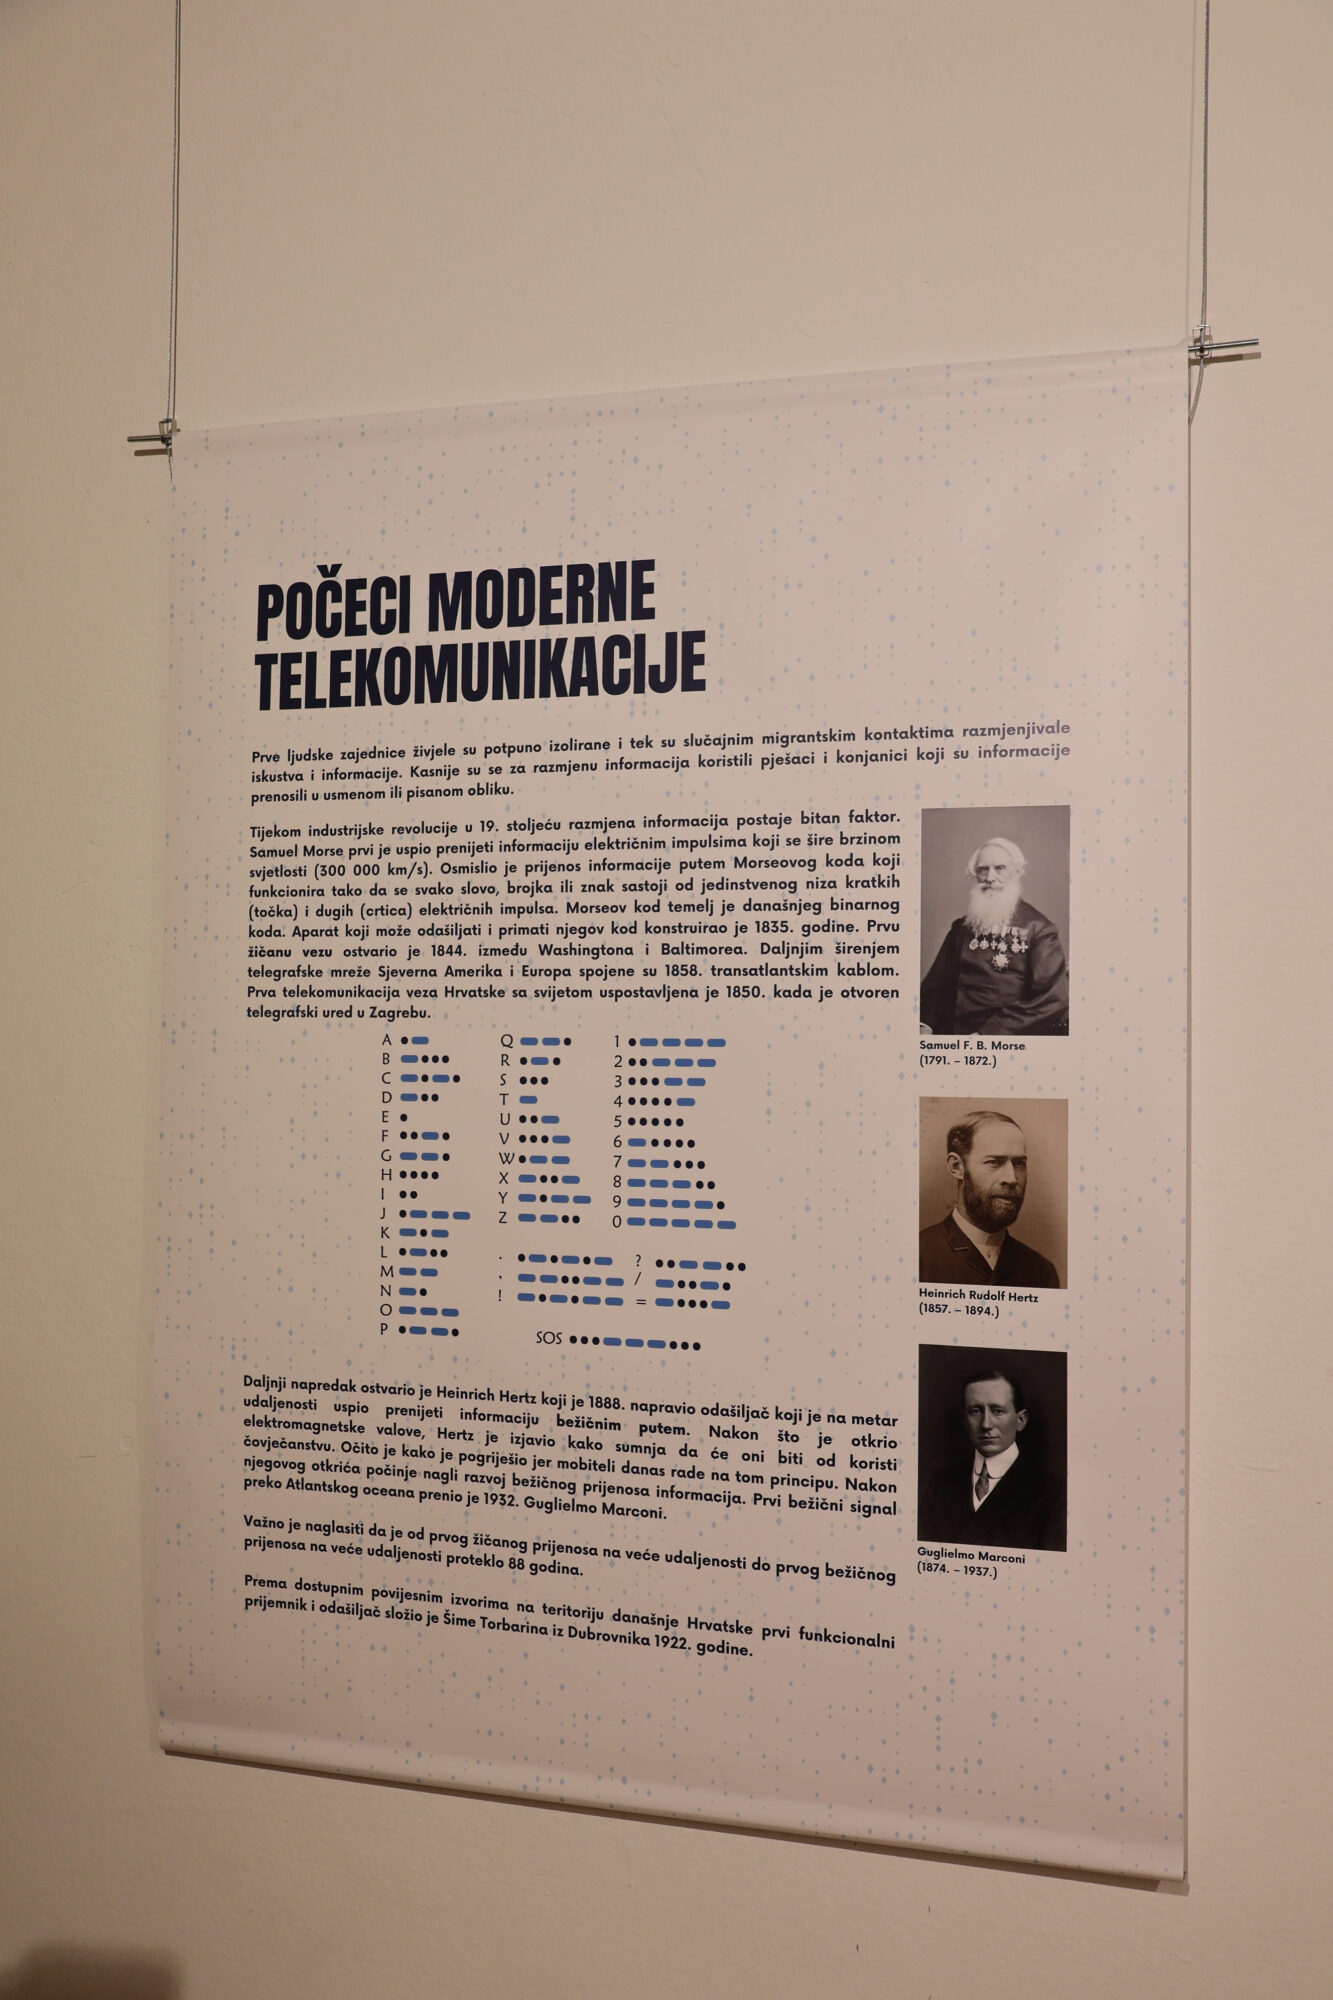 POČECI MODERNE
TELEKOMUNIKACIJE
Prve ljudske zajednice živjele su potpuno izolirane i tek su slučajnim migrantskim kontaktima razmjenjivale
iskustva i informacije. Kasnije su se za razmjenu informacija koristili pješaci i konjanici koji su informacije
prenosili u usmenom ili pisanom obliku.
Tijekom industrijske revolucije u 19. stoljeću razmjena informacija postaje bitan faktor.
Samuel Morse prvi je uspio prenijeti informaciju električnim impulsima koji se šire brzinom
svjetlosti (300 000 km/s). Osmislio je prijenos informacije putem Morseovog koda koji
funkcionira tako da se svako slovo, brojka ili znak sastoji od jedinstvenog niza kratkih
(točka) i dugih (crtica) električnih impulsa. Morseov kod temelj je današnjeg binarnog
koda. Aparat koji može odašiljati i primati njegov kod konstruirao je 1835. godine. Prvu
žičanu vezu ostvario je 1844. između Washingtona i Baltimorea. Daljnjim širenjem
telegrafske mreže Sjeverna Amerika i Europa spojene su 1858. transatlantskim kablom.
Prva telekomunikacija veza Hrvatske sa svijetom uspostavljena je 1850. kada je otvoren
telegrafski ured u Zagrebu.
A
B
C
D
E
F
G
H
I
J
K
L
M
N
O
P
Q
R
S
T
U
V
W
X
Y
Z
1
2
3
4
5
6
7
8
9
0
.
,
!
?
/
=
SOS
Samuel F. B. Morse
(1791. – 1872.)
Heinrich Rudolf Hertz
(1857. – 1894.)
Guglielmo Marconi
(1874. – 1937.)
Daljnji napredak ostvario je Heinrich Hertz koji je 1888. napravio odašiljač koji je na metar
udaljenosti uspio prenijeti informaciju bežičnim putem. Nakon što je otkrio
elektromagnetske valove, Hertz je izjavio kako sumnja da će oni biti od koristi
čovječanstvu. Očito je kako je pogriješio jer mobiteli danas rade na tom principu. Nakon
njegovog otkrića počinje nagli razvoj bežičnog prijenosa informacija. Prvi bežični signal
preko Atlantskog oceana prenio je 1932. Guglielmo Marconi.
Važno je naglasiti da je od prvog žičanog prijenosa na veće udaljenosti do prvog bežičnog
prijenosa na veće udaljenosti proteklo 88 godina.
Prema dostupnim povijesnim izvorima na teritoriju današnje Hrvatske prvi funkcionalni
prijemnik i odašiljač složio je Šime Torbarina iz Dubrovnika 1922. godine.